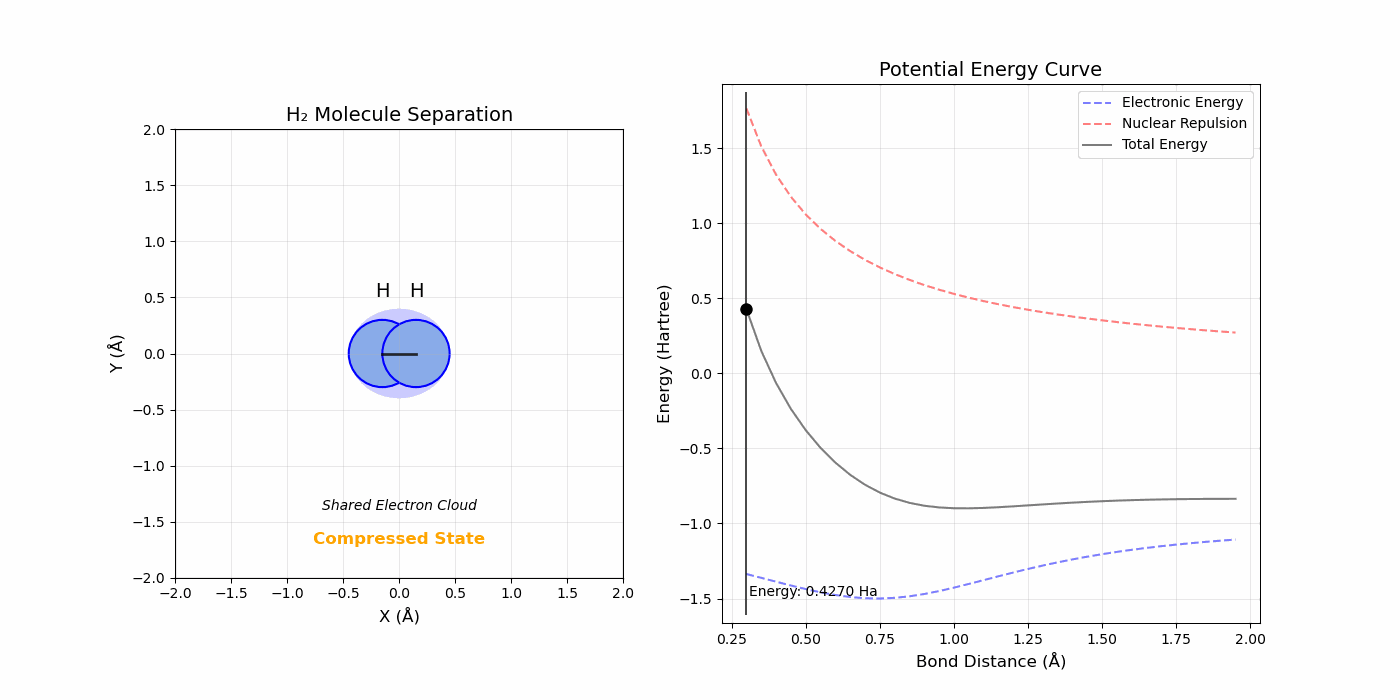 H₂ Molecule Separation
2.0
1.5
1.0
0.5
0.0
−0.5
−1.0
−1.5
−2.0
Y (Å)
H H
Shared Electron Cloud
Compressed State
−2.0 −1.5 −1.0 −0.5 0.0 0.5 1.0 1.5 2.0
X (Å)
Potential Energy Curve
Electronic Energy
Nuclear Repulsion
Total Energy
1.5
1.0
0.5
0.0
−0.5
−1.0
−1.5
Energy (Hartree)
Energy: 0.4270 Ha
0.25 0.50 0.75 1.00 1.25 1.50 1.75 2.00
Bond Distance (Å)